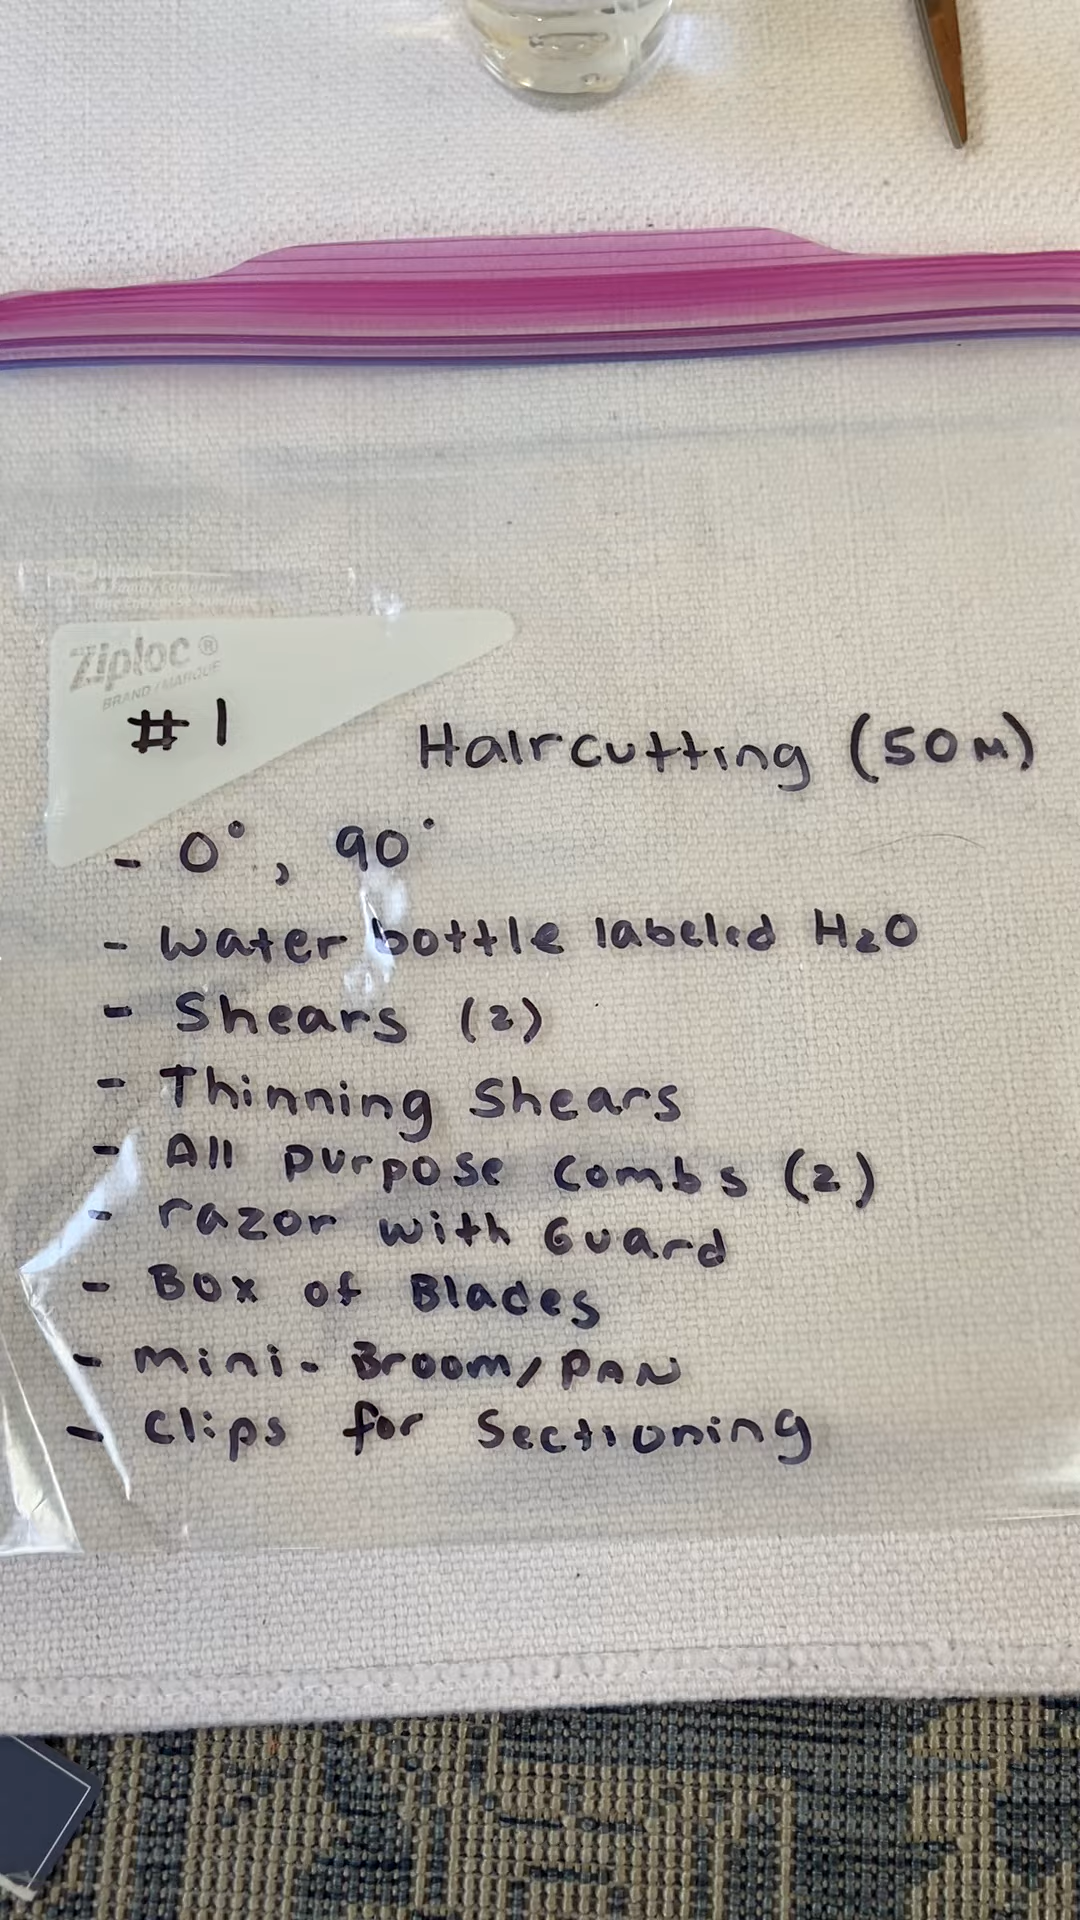 Ziploc®
BRAND / MARQUE
#1
Haircutting (50M)
- 0°, 90°
- Water bottle labeled H2O
- Shears (2)
- Thinning Shears
- All purpose Combs (2)
- razor with Guard
- Box of Blades
- mini-Broom/PAN
- Clips for Sectioning